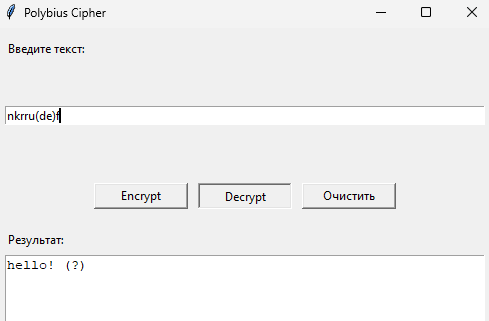 Polybius Cipher
Введите текст:
nkrru(de)f
Encrypt Decrypt Очистить
Результат:
hello! (?)